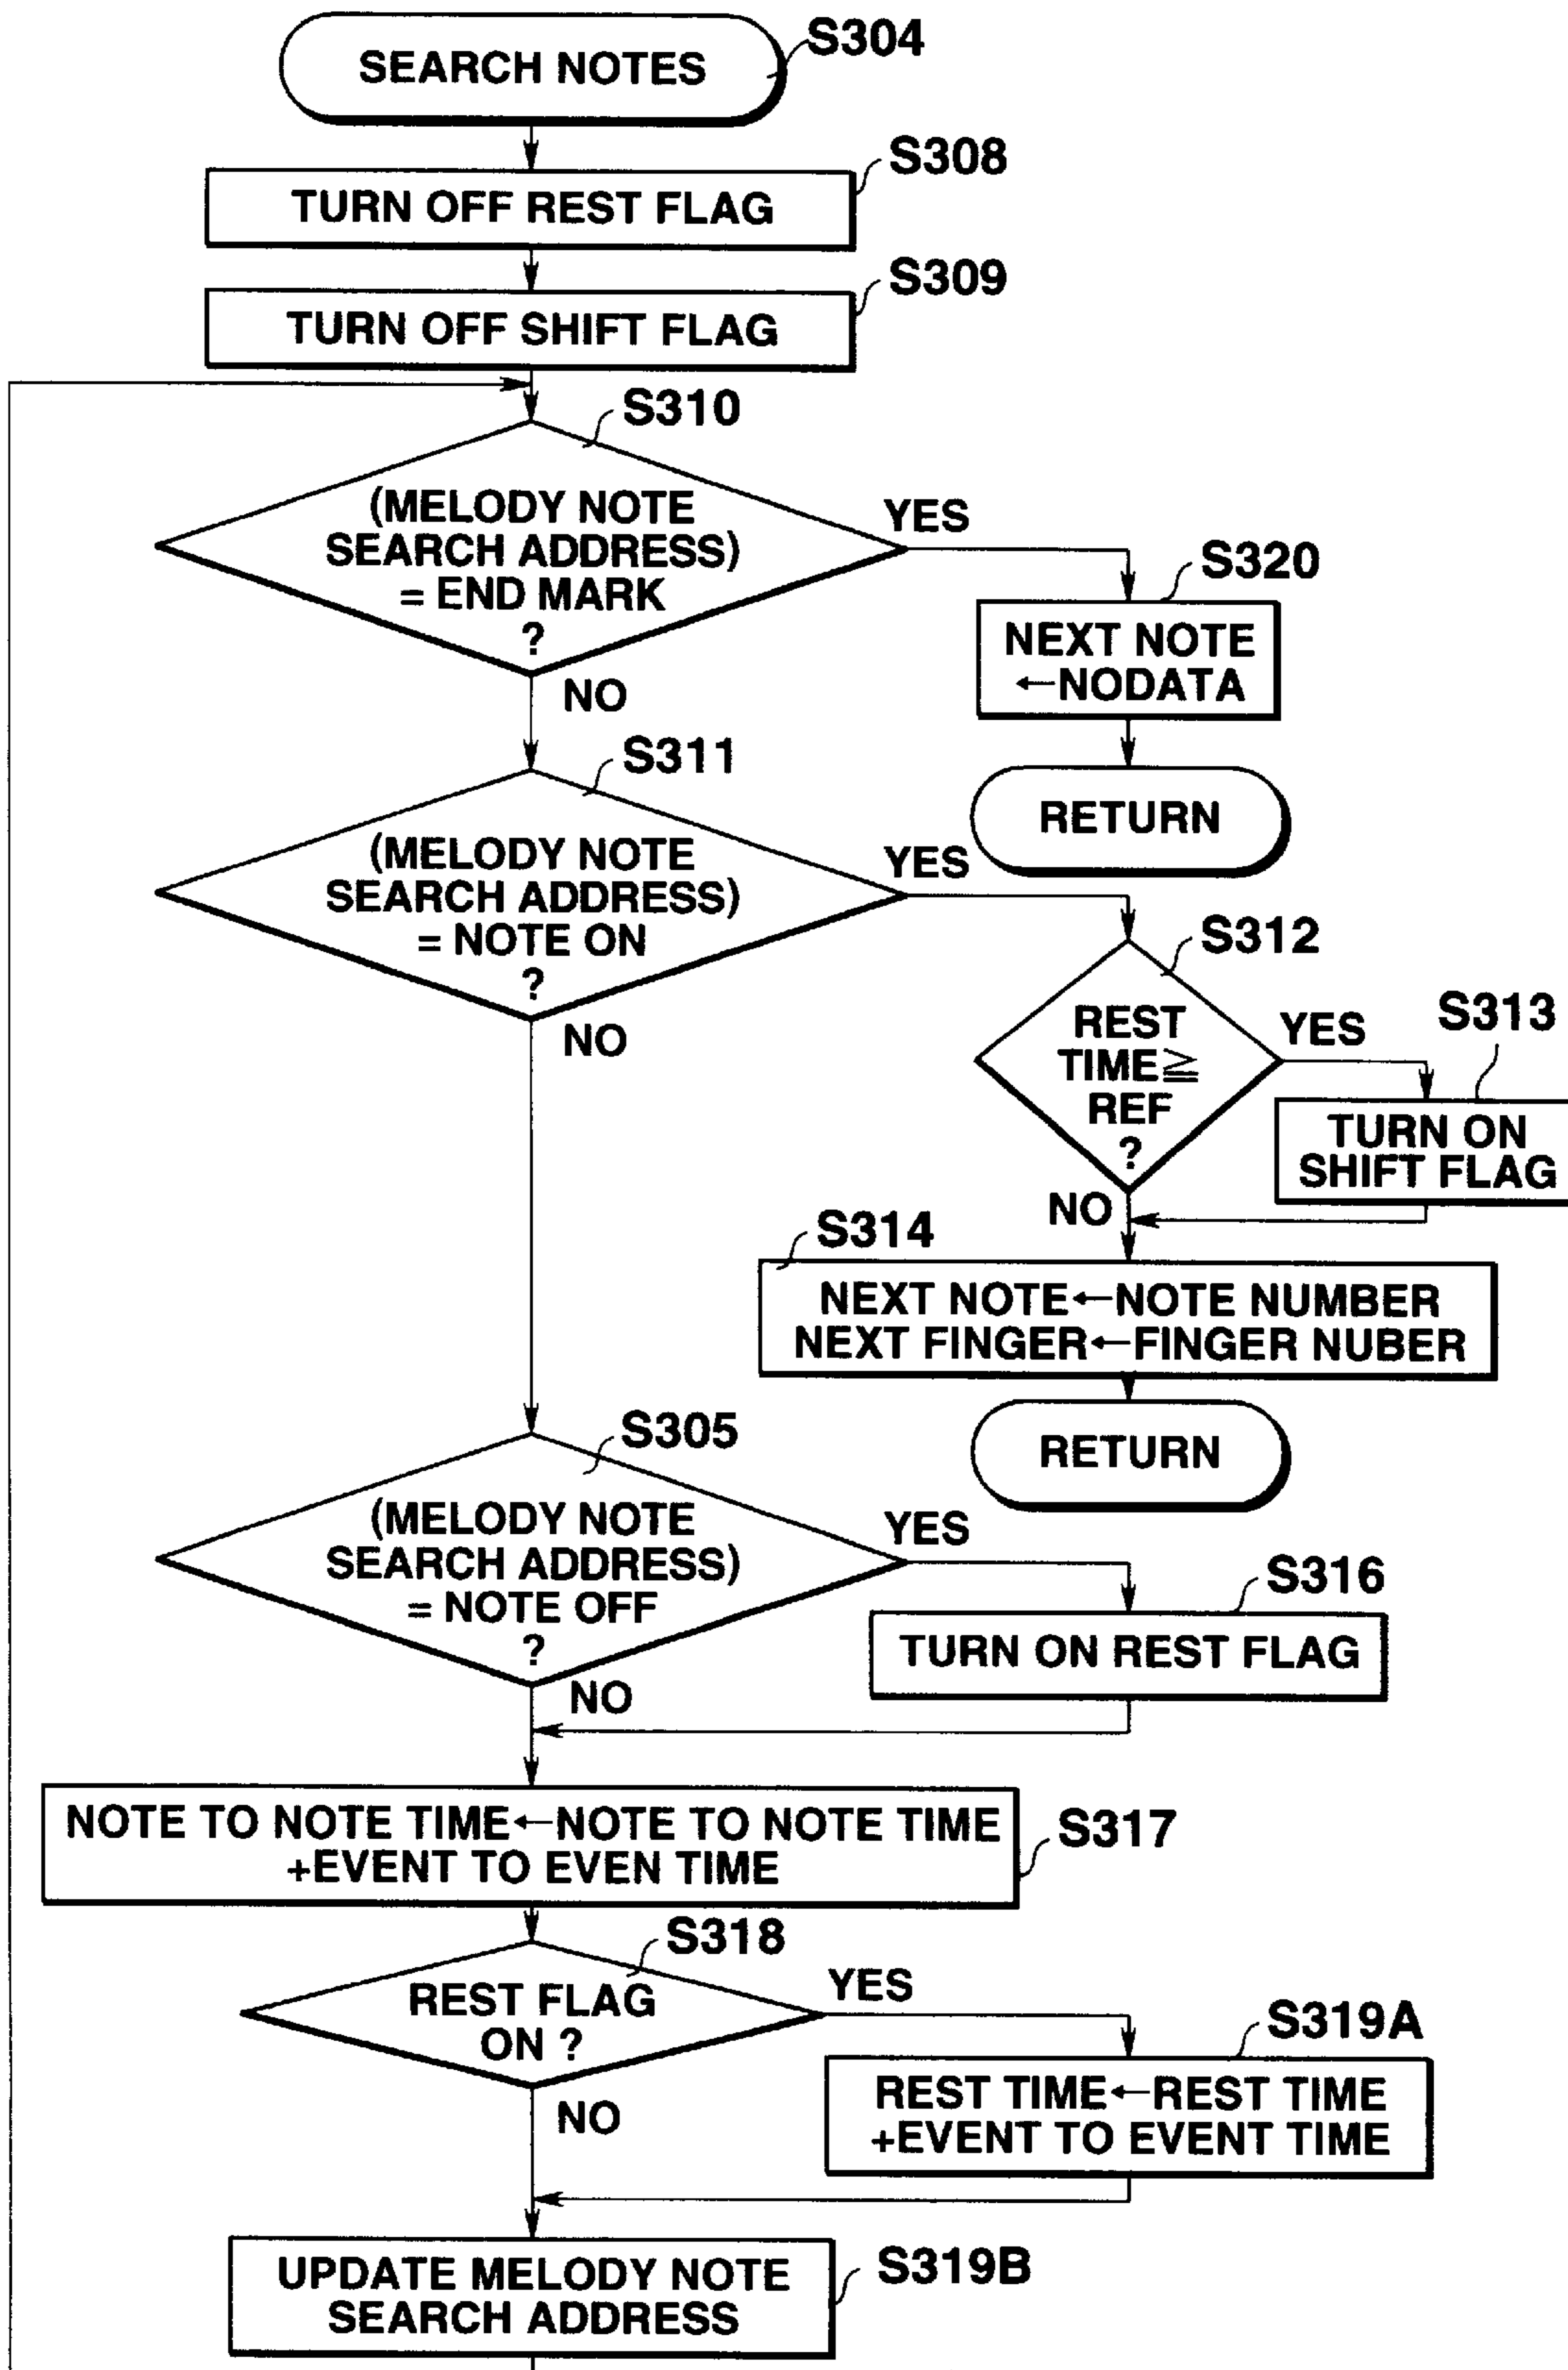 SEARCH NOTES
S304
S308
TURN OFF REST FLAG
S309
TURN OFF SHIFT FLAG
S310
(MELODY NOTE
SEARCH ADDRESS)
= END MARK
?
YES
NO
S320
NEXT NOTE
←NODATA
RETURN
S311
(MELODY NOTE
SEARCH ADDRESS)
= NOTE ON
?
YES
NO
S312
REST
TIME≧
REF
?
YES
NO
S313
TURN ON
SHIFT FLAG
S314
NEXT NOTE←NOTE NUMBER
NEXT FINGER←FINGER NUBER
RETURN
S305
(MELODY NOTE
SEARCH ADDRESS)
= NOTE OFF
?
YES
NO
S316
TURN ON REST FLAG
NOTE TO NOTE TIME←NOTE TO NOTE TIME
+EVENT TO EVEN TIME
S317
S318
REST FLAG
ON ?
YES
NO
S319A
REST TIME←REST TIME
+EVENT TO EVENT TIME
UPDATE MELODY NOTE
SEARCH ADDRESS
S319B